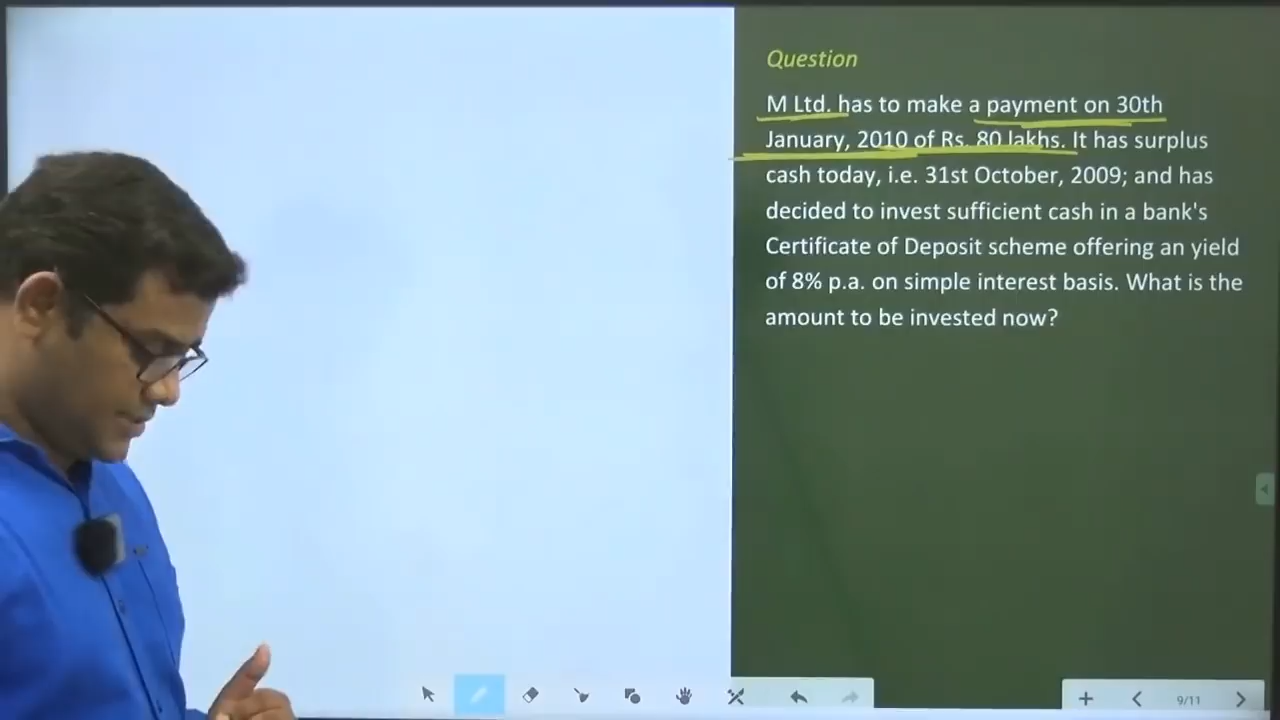 Question
M Ltd. has to make a payment on 30th
January, 2010 of Rs. 80 lakhs. It has surplus
cash today, i.e. 31st October, 2009; and has
decided to invest sufficient cash in a bank's
Certificate of Deposit scheme offering an yield
of 8% p.a. on simple interest basis. What is the
amount to be invested now?
9/11